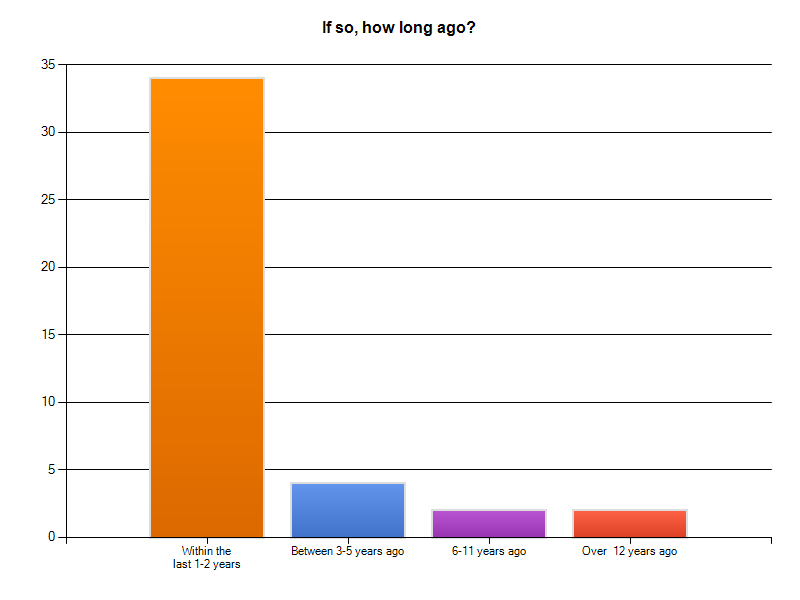 If so, how long ago?
35
30
25
20
15
10
5
0
Within the
last 1-2 years
Between 3-5 years ago
6-11 years ago
Over  12 years ago